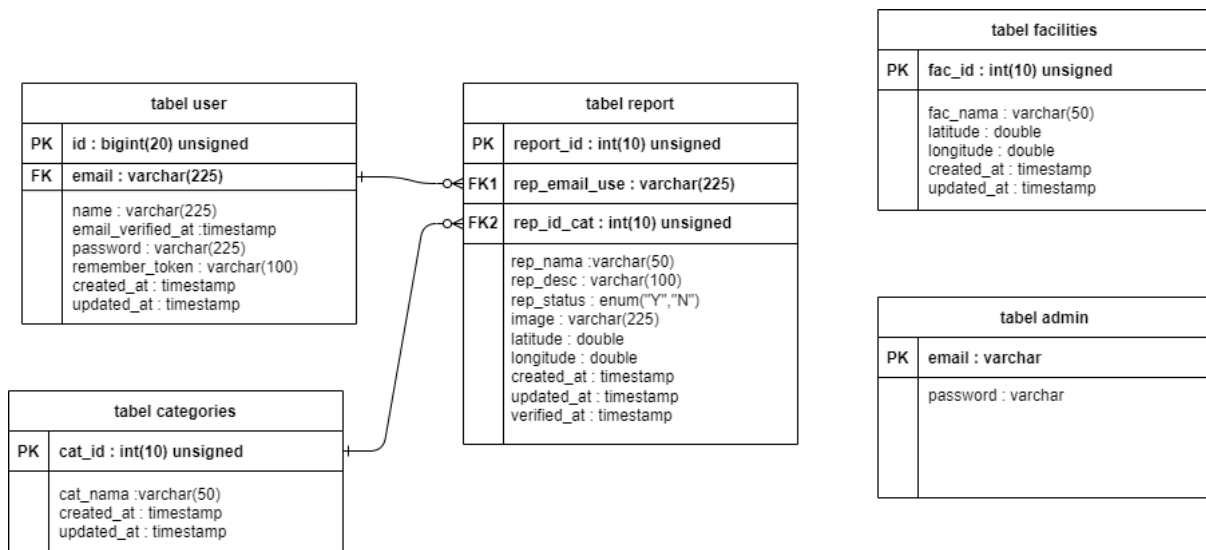 tabel user
PK id : bigint(20) unsigned
FK email : varchar(225)
name : varchar(225)
email_verified_at :timestamp
password : varchar(225)
remember_token : varchar(100)
created_at : timestamp
updated_at : timestamp
tabel categories
PK cat_id : int(10) unsigned
cat_nama :varchar(50)
created_at : timestamp
updated_at : timestamp
tabel report
PK report_id : int(10) unsigned
FK1 rep_email_use : varchar(225)
FK2 rep_id_cat : int(10) unsigned
rep_nama :varchar(50)
rep_desc : varchar(100)
rep_status : enum("Y","N")
image : varchar(225)
latitude : double
longitude : double
created_at : timestamp
updated_at : timestamp
verified_at : timestamp
tabel facilities
PK fac_id : int(10) unsigned
fac_nama : varchar(50)
latitude : double
longitude : double
created_at : timestamp
updated_at : timestamp
tabel admin
PK email : varchar
password : varchar